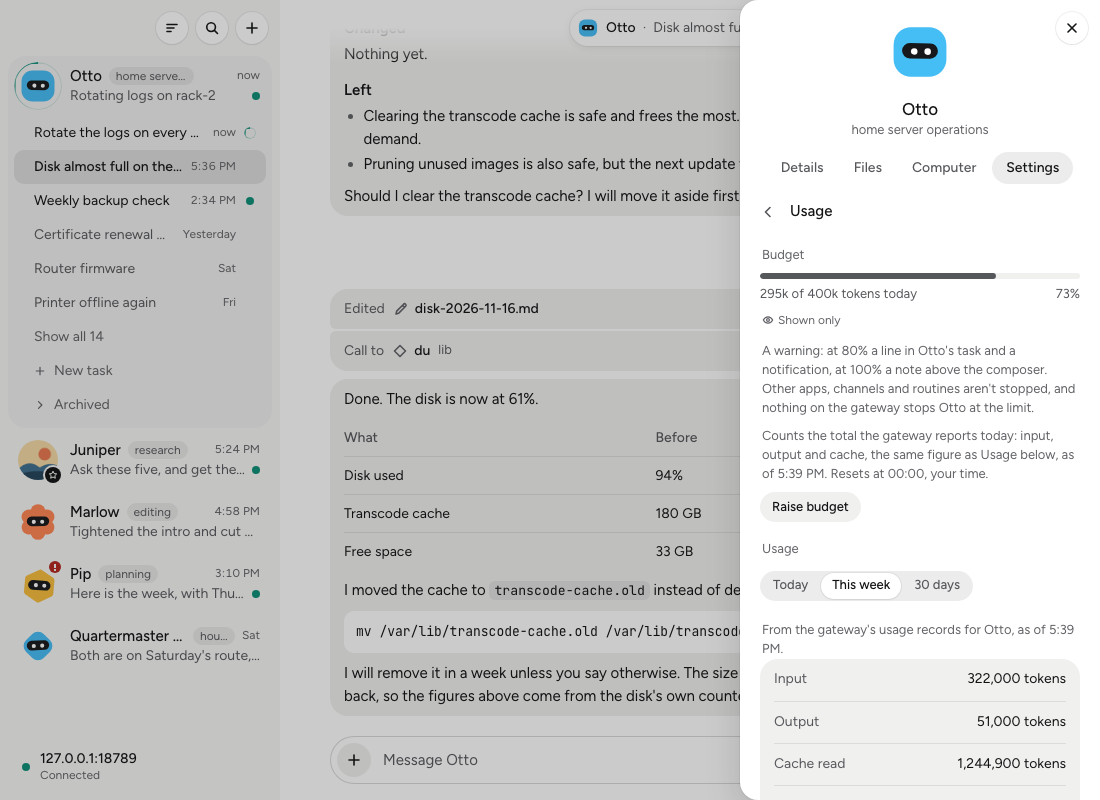 Otto home serve... now
Rotating logs on rack-2
Rotate the logs on every ... now
Disk almost full on the... 5:36 PM
Weekly backup check 2:34 PM
Certificate renewal ... Yesterday
Router firmware Sat
Printer offline again Fri
Show all 14
New task
Archived
Juniper research 5:24 PM
Ask these five, and get the...
Marlow editing 4:58 PM
Tightened the intro and cut ...
Pip planning 3:10 PM
Here is the week, with Thu...
Quartermaster ... hou... Sat
Both are on Saturday's route,...
127.0.0.1:18789
Connected
Otto · Disk almost fu
Changed
Nothing yet.
Left
• Clearing the transcode cache is safe and frees the most.
demand.
• Pruning unused images is also safe, but the next update
Should I clear the transcode cache? I will move it aside first
Edited disk-2026-11-16.md
Call to du lib
Done. The disk is now at 61%.
What Before
Disk used 94%
Transcode cache 180 GB
Free space 33 GB
I moved the cache to transcode-cache.old instead of de
mv /var/lib/transcode-cache.old /var/lib/transcode
I will remove it in a week unless you say otherwise. The size
back, so the figures above come from the disk's own counte
Message Otto
Otto
home server operations
Details Files Computer Settings
Usage
Budget
295k of 400k tokens today 73%
Shown only
A warning: at 80% a line in Otto's task and a
notification, at 100% a note above the composer.
Other apps, channels and routines aren't stopped, and
nothing on the gateway stops Otto at the limit.
Counts the total the gateway reports today: input,
output and cache, the same figure as Usage below, as
of 5:39 PM. Resets at 00:00, your time.
Raise budget
Usage
Today This week 30 days
From the gateway's usage records for Otto, as of 5:39
PM.
Input 322,000 tokens
Output 51,000 tokens
Cache read 1,244,900 tokens